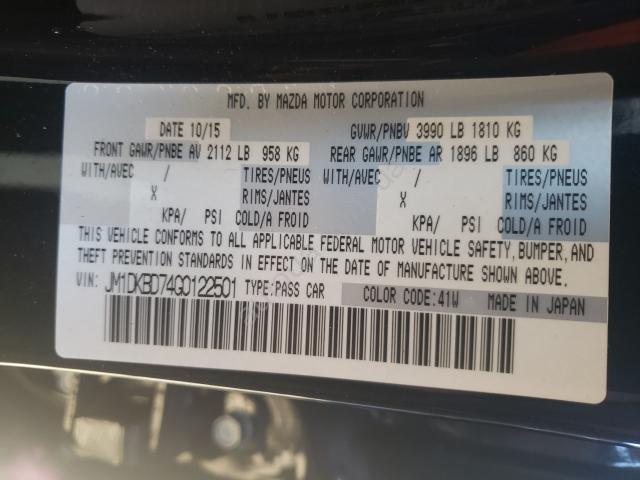 MFD. BY MAZDA MOTOR CORPORATION
DATE 10/15 GVWR/PNBV 3990 LB 1810 KG
FRONT GAWR/PNBE AV 2112 LB 958 KG REAR GAWR/PNBE AR 1896 LB 860 KG
WITH/AVEC / TIRES/PNEUS WITH/AVEC / TIRES/PNEUS
X RIMS/JANTES X RIMS/JANTES
KPA/ PSI COLD/A FROID KPA/ PSI COLD/A FROID
THIS VEHICLE CONFORMS TO ALL APPLICABLE FEDERAL MOTOR VEHICLE SAFETY, BUMPER, AND
THEFT PREVENTION STANDARDS IN EFFECT ON THE DATE OF MANUFACTURE SHOWN ABOVE.
VIN: JM1DKBD74G0122501 TYPE:PASS CAR COLOR CODE:41W MADE IN JAPAN